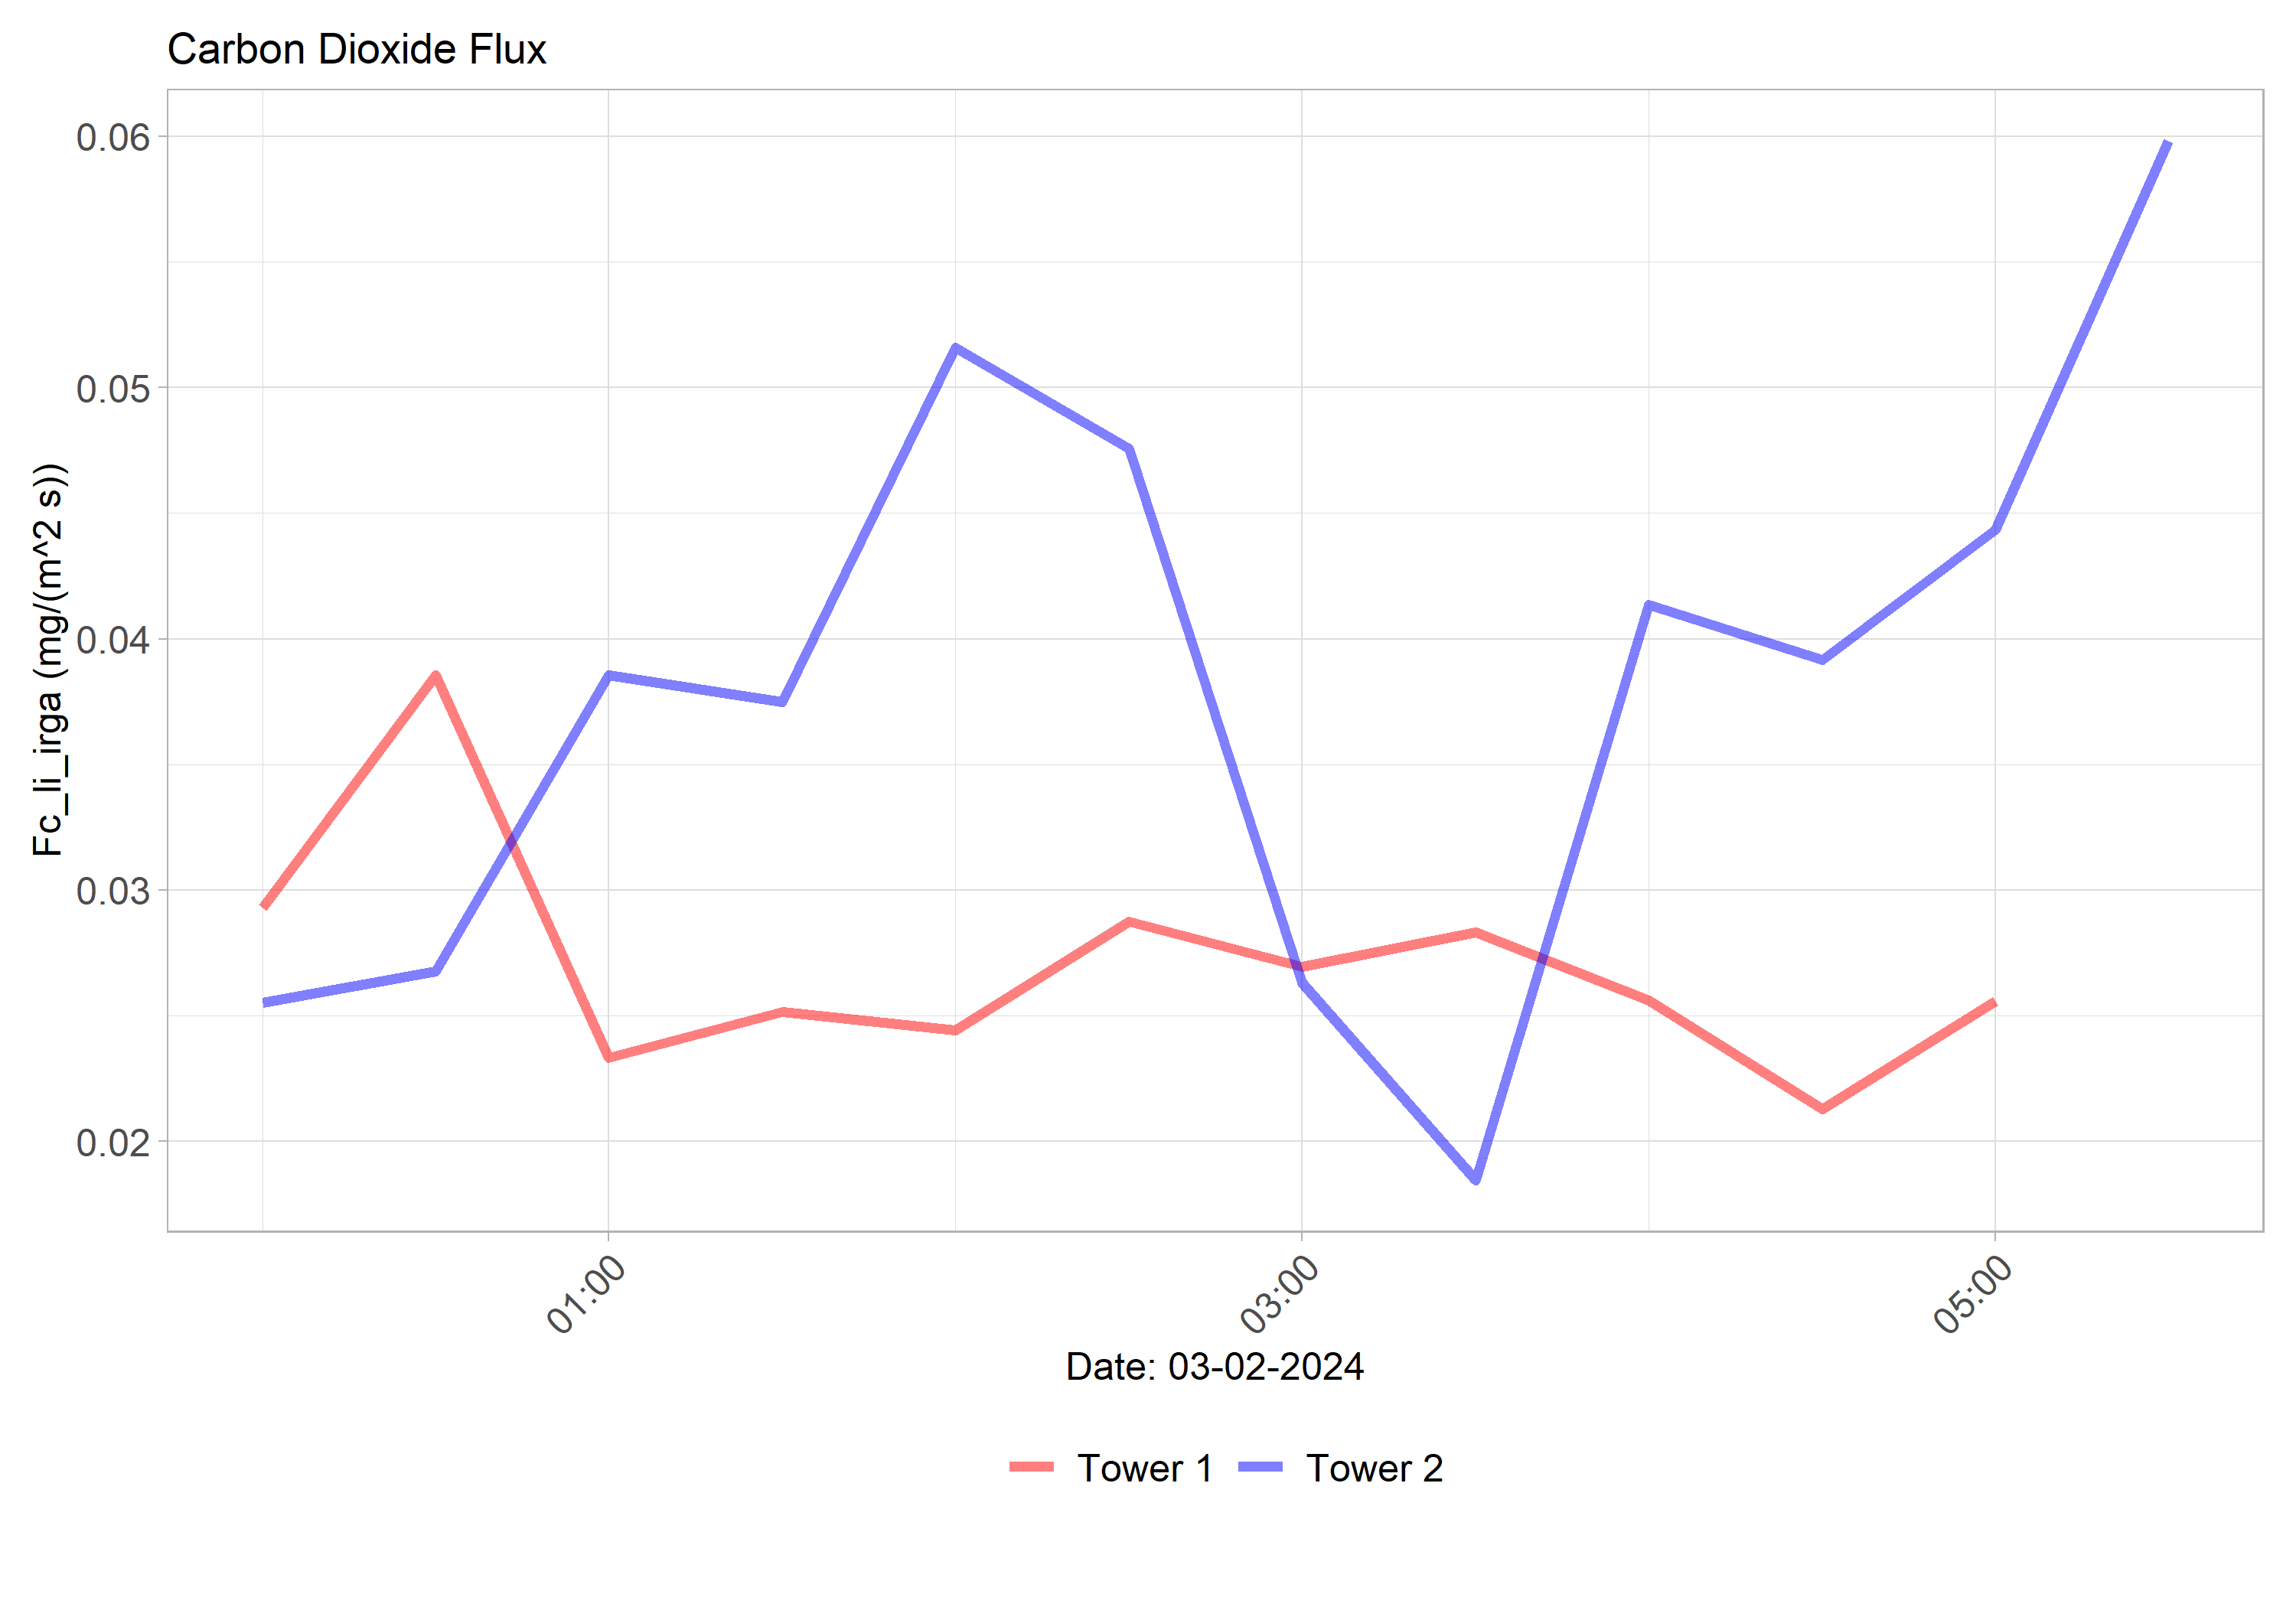 Carbon Dioxide Flux
Fc_li_irga (mg/(m^2 s))
0.06
0.05
0.04
0.03
0.02
01:00
03:00
05:00
Date: 03-02-2024
Tower 1
Tower 2